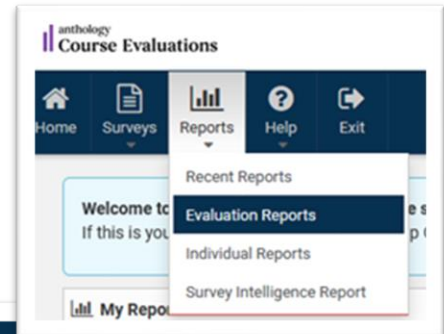 anthology
Course Evaluations
Home Surveys Reports Help Exit
Recent Reports
Welcome to
Evaluation Reports
If this is you
Individual Reports
Survey Intelligence Report
My Repo